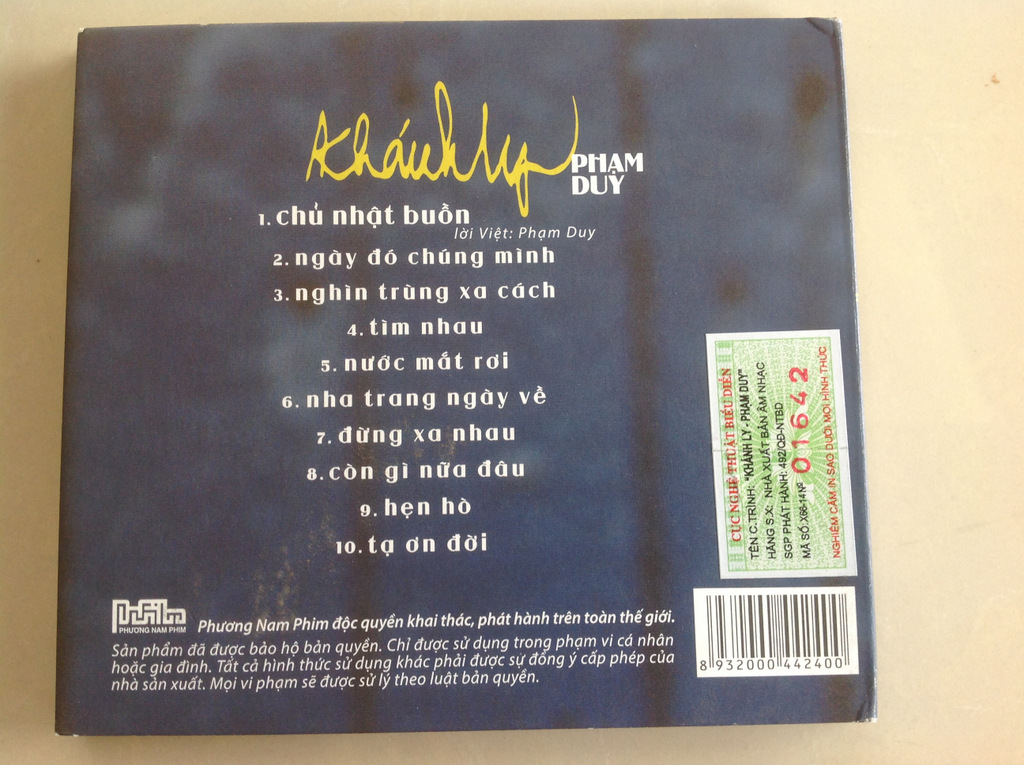 Khánh Ly
PHẠM
DUY
1. chủ nhật buồn
lời Việt: Phạm Duy
2. ngày đó chúng mình
3. nghìn trùng xa cách
4. tìm nhau
5. nước mắt rơi
6. nha trang ngày về
7. đừng xa nhau
8. còn gì nữa đâu
9. hẹn hò
10. tạ ơn đời
CỤC NGHỆ THUẬT BIỂU DIỄN
TÊN C.TRÌNH: "KHÁNH LY - PHẠM DUY"
HÃNG S.X: NHÀ XUẤT BẢN ÂM NHẠC
SGP PHÁT HÀNH: 492/QĐ-NTBD
MÃ SỐ:X66-14Nº 01642
NGHIÊM CẤM IN SAO DƯỚI MỌI HÌNH THỨC
PNFilm
PHƯƠNG NAM PHIM
Phương Nam Phim độc quyền khai thác, phát hành trên toàn thế giới.
Sản phẩm đã được bảo hộ bản quyền. Chỉ được sử dụng trong phạm vi cá nhân
hoặc gia đình. Tất cả hình thức sử dụng khác phải được sự đồng ý cấp phép của
nhà sản xuất. Mọi vi phạm sẽ được sử lý theo luật bản quyền.
8 932000 442400